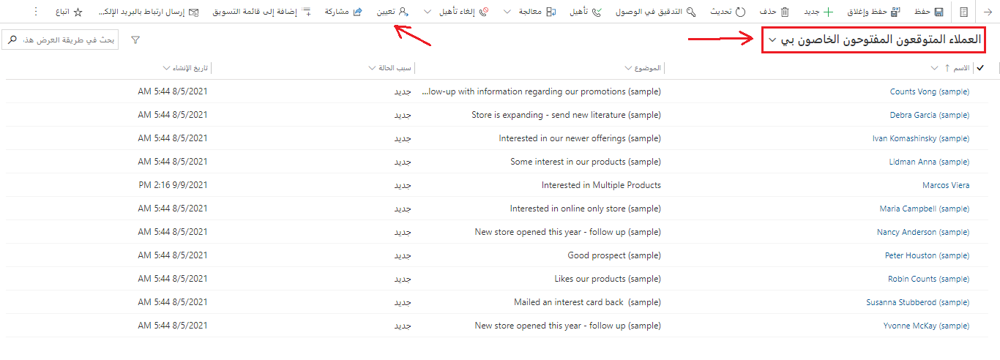 حفظ حفظ وإغلاق جديد حذف تحديث التدقيق في الوصول تأهيل معالجة إلغاء تأهيل تعيين مشاركة إضافة إلى قائمة التسويق إرسال ارتباط بالبريد الإلك... اتباع
العملاء المتوقعون المفتوحون الخاصون بي بحث في طريقة العرض هذ
الاسم الموضوع سبب الحالة تاريخ الإنشاء
Counts Vong (sample) ...low-up with information regarding our promotions (sample) جديد 8/5/2021 5:44 AM
Debra Garcia (sample) Store is expanding - send new literature (sample) جديد 8/5/2021 5:44 AM
Ivan Komashinsky (sample) Interested in our newer offerings (sample) جديد 8/5/2021 5:44 AM
Lidman Anna (sample) Some interest in our products (sample) جديد 8/5/2021 5:44 AM
Marcos Viera Interested in Multiple Products جديد 9/9/2021 2:16 PM
Maria Campbell (sample) Interested in online only store (sample) جديد 8/5/2021 5:44 AM
Nancy Anderson (sample) New store opened this year - follow up (sample) جديد 8/5/2021 5:44 AM
Peter Houston (sample) Good prospect (sample) جديد 8/5/2021 5:44 AM
Robin Counts (sample) Likes our products (sample) جديد 8/5/2021 5:44 AM
Susanna Stubberod (sample) Mailed an interest card back (sample) جديد 8/5/2021 5:44 AM
Yvonne McKay (sample) New store opened this year - follow up (sample) جديد 8/5/2021 5:44 AM